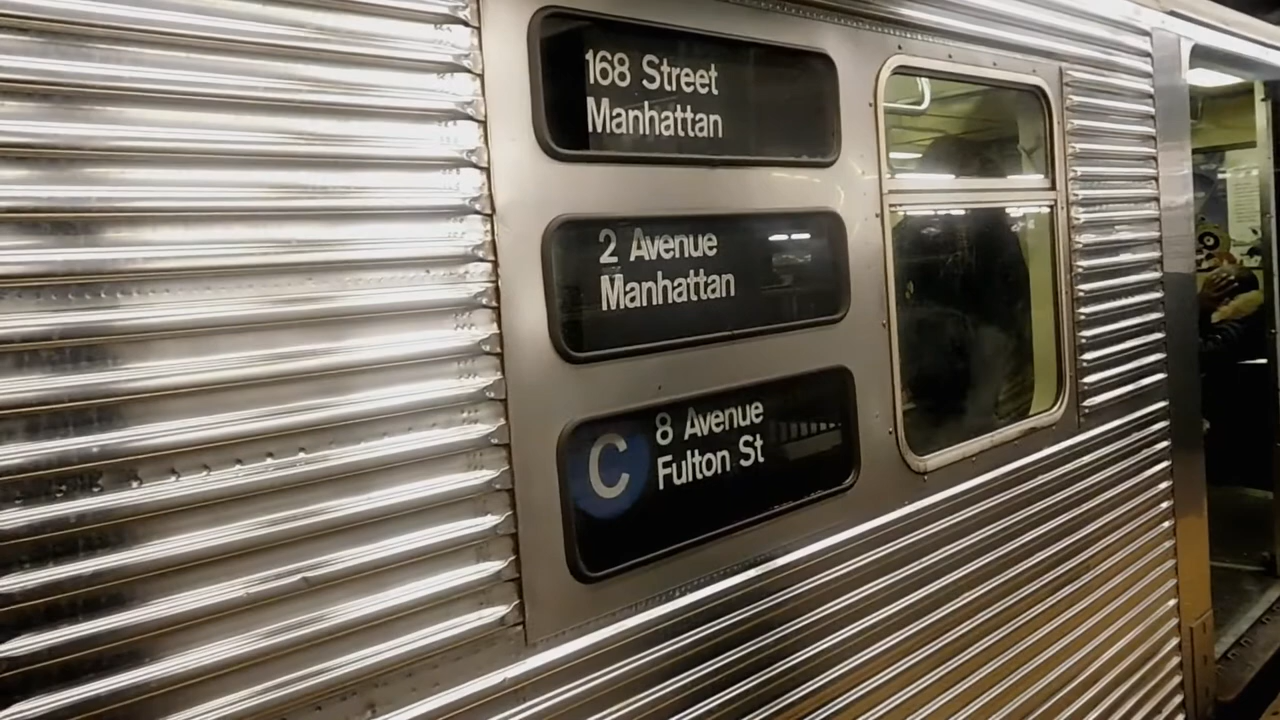 168 Street
Manhattan
2 Avenue
Manhattan
C
8 Avenue
Fulton St